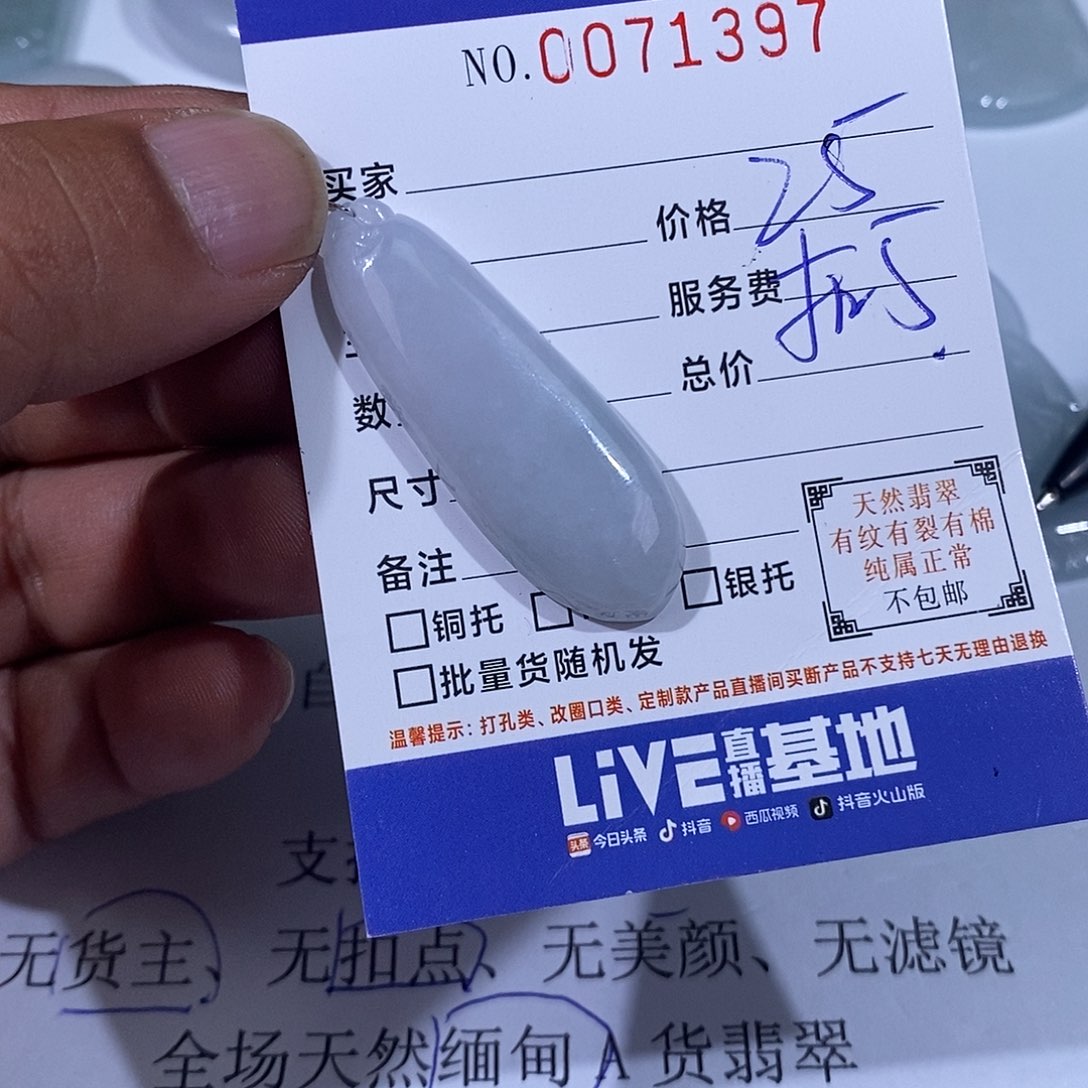 NO.0071397
买家
价格 25
服务费
总价
数
尺寸
备注
天然翡翠
有纹有裂有棉
纯属正常
不包邮
铜托 银托
批量货随机发
温馨提示：打孔类、改圈口类、定制款产品直播间买断产品不支持七天无理由退换
LiVE直播基地
头条 今日头条 抖音 西瓜视频 抖音火山版
支
无货主、无扣点、无美颜、无滤镜
全场天然缅甸A货翡翠